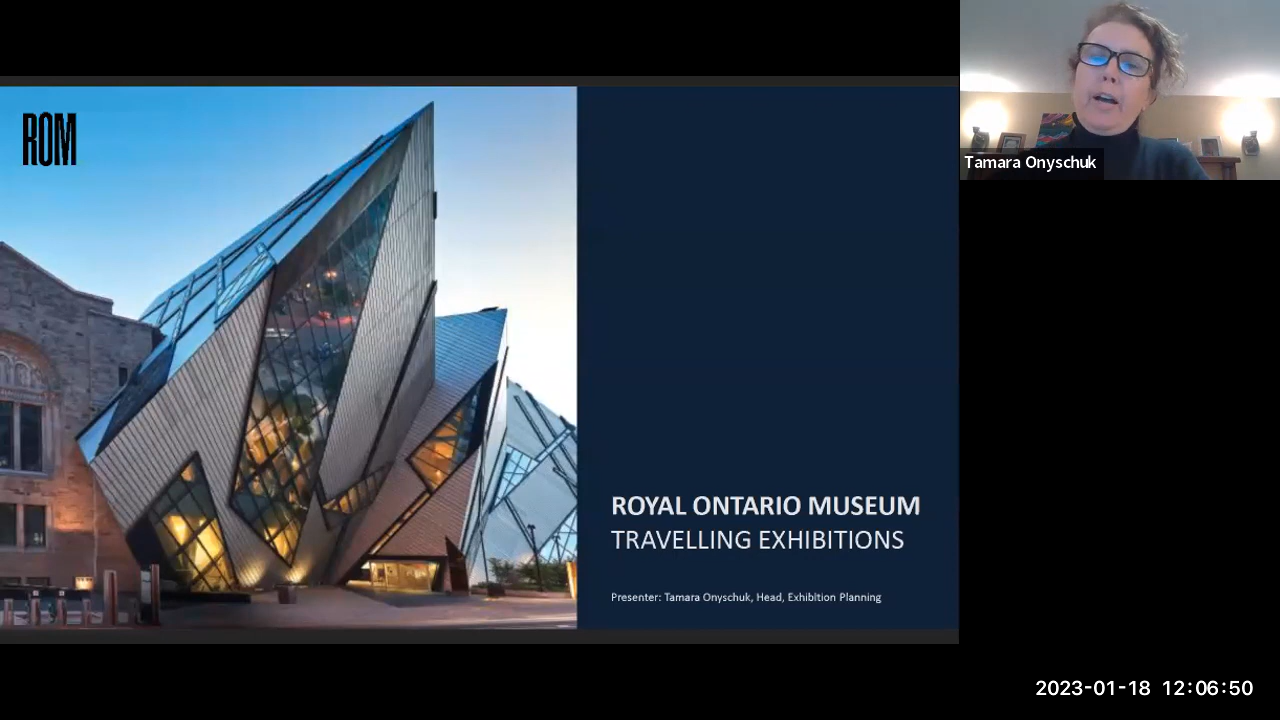 ROM
Tamara Onyschuk
ROYAL ONTARIO MUSEUM
TRAVELLING EXHIBITIONS
Presenter: Tamara Onyschuk, Head, Exhibition Planning
2023-01-18 12:06:50